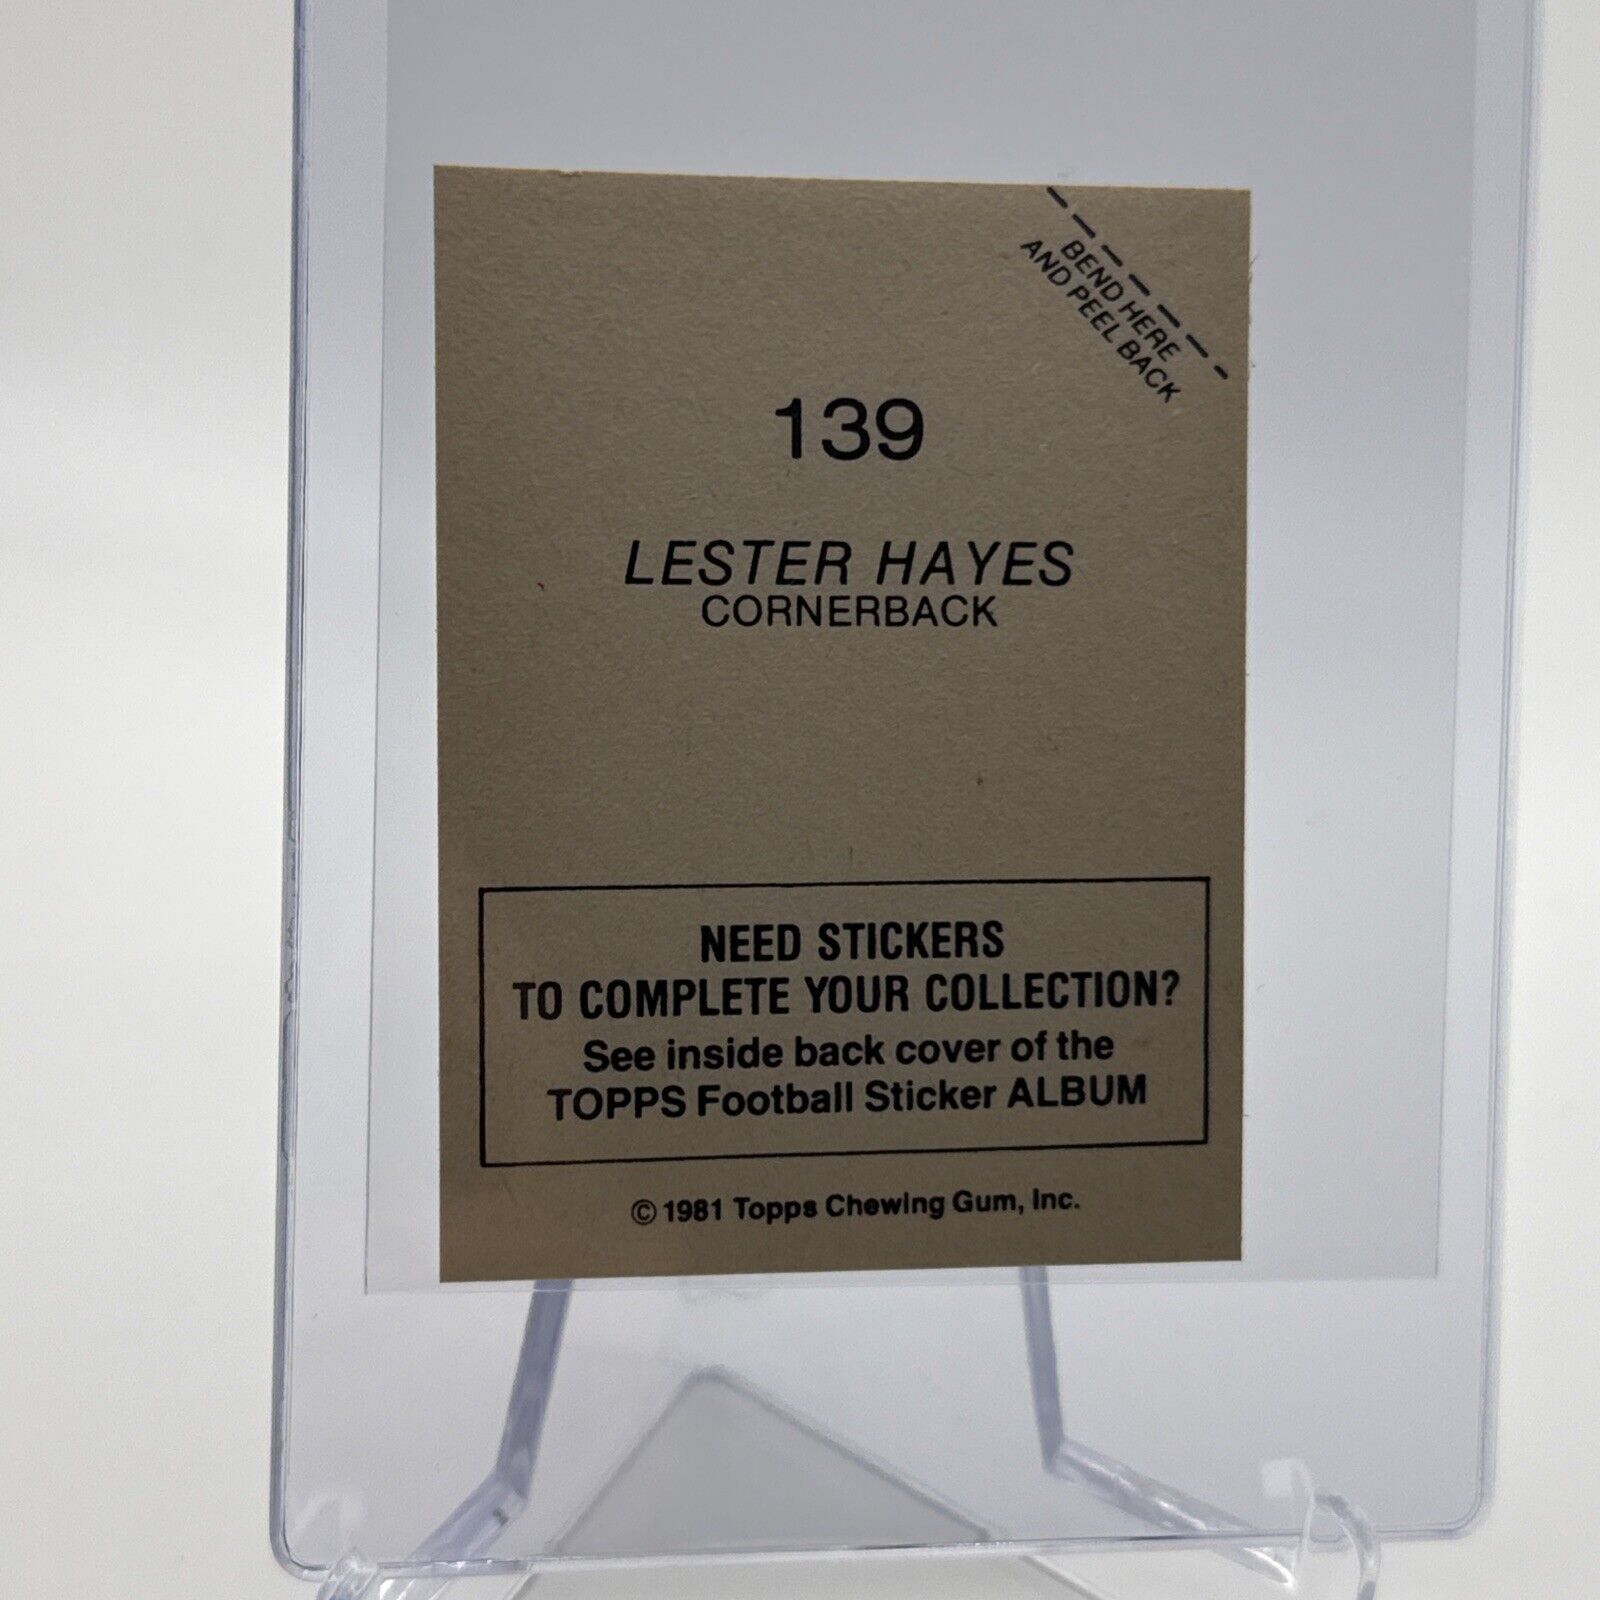 BEND HERE
AND PEEL BACK
139
LESTER HAYES
CORNERBACK
NEED STICKERS
TO COMPLETE YOUR COLLECTION?
See inside back cover of the
TOPPS Football Sticker ALBUM
© 1981 Topps Chewing Gum, Inc.